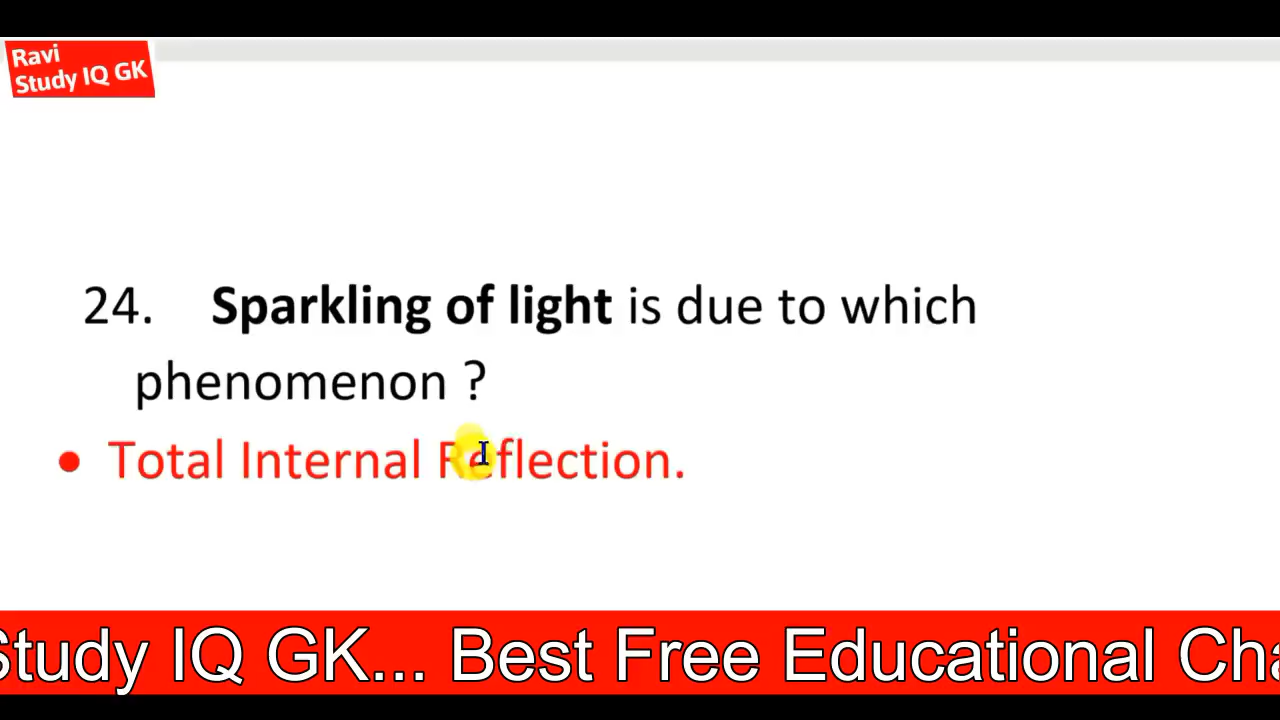 Ravi
Study IQ GK
24. Sparkling of light is due to which
phenomenon ?
• Total Internal Reflection.
Study IQ GK... Best Free Educational Cha